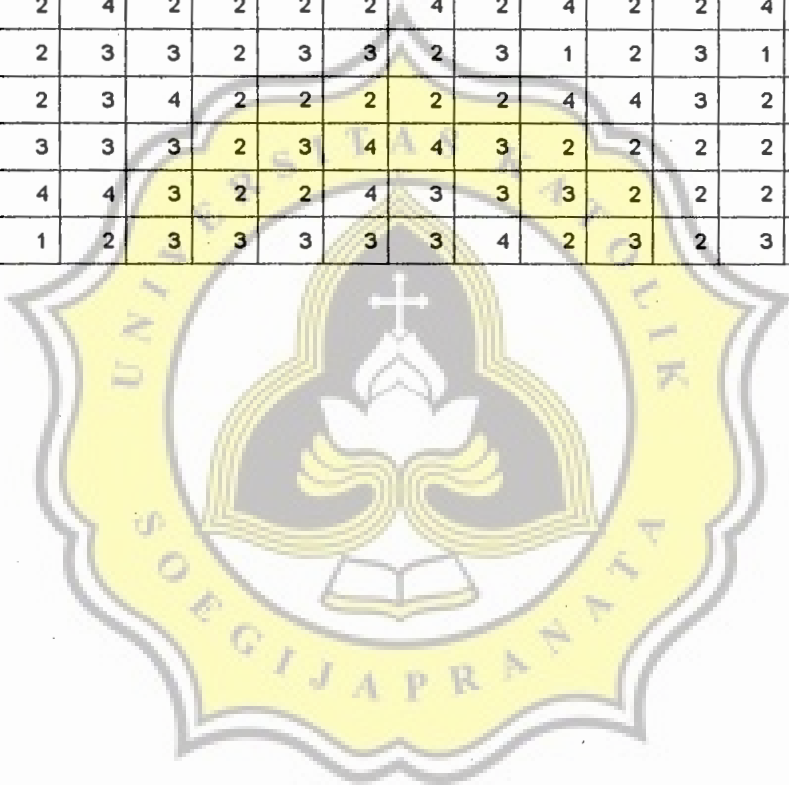 2 4 2 2 2 2 4 2 4 2 2 4
2 3 3 2 3 3 2 3 1 2 3 1
2 3 4 2 2 2 2 2 4 4 3 2
3 3 3 2 3 4 4 3 2 2 2 2
4 4 3 2 2 4 3 3 3 2 2 2
1 2 3 3 3 3 3 4 2 3 2 3
UNIVERSITAS KATOLIK
SOEGIJAPRANATA